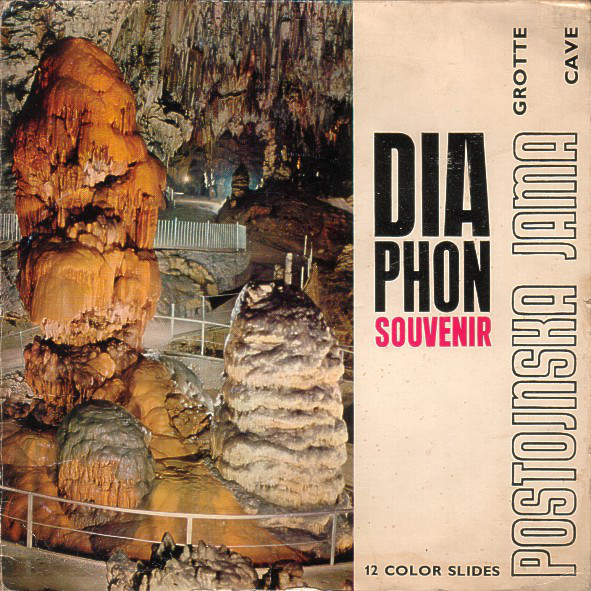 DIA
PHON
SOUVENIR
POSTOJNSKA JAMA
GROTTE
CAVE
12 COLOR SLIDES